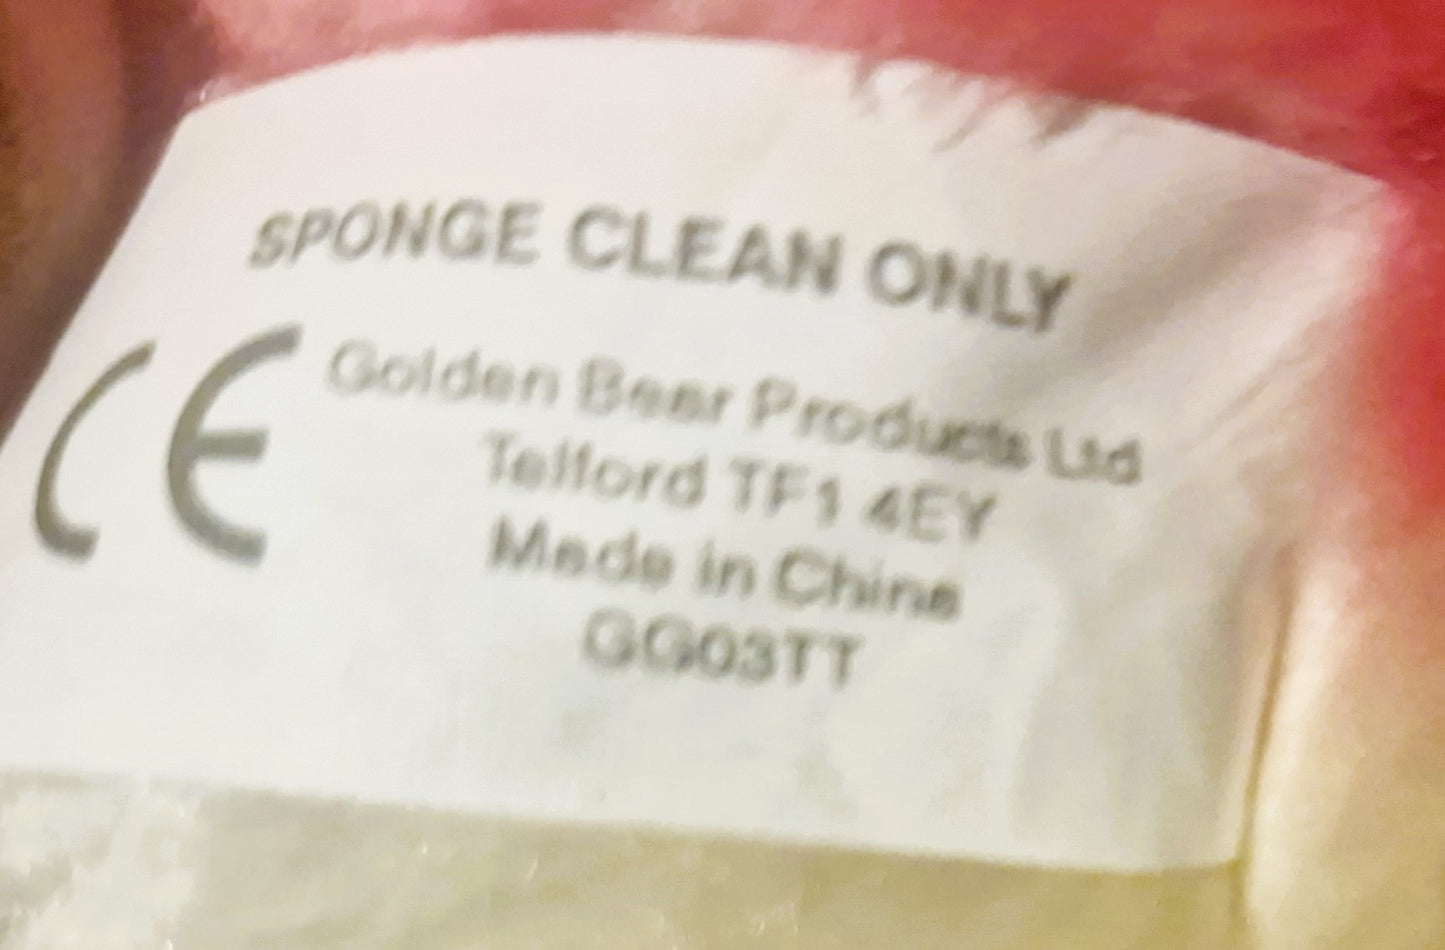 SPONGE CLEAN ONLY
CE Golden Bear Products Ltd
Telford TF1 4EY
Made in China
GG03TT